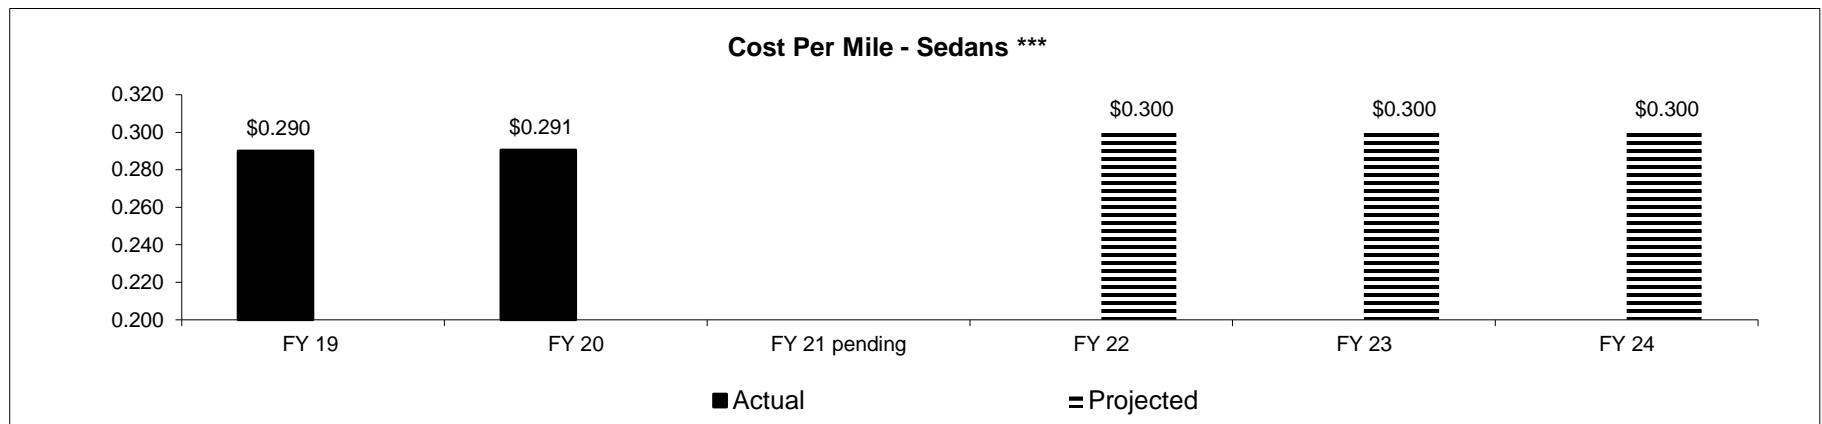 Cost Per Mile - Sedans ***
0.320
0.300
0.280
0.260
0.240
0.220
0.200
$0.290
$0.291
$0.300
$0.300
$0.300
FY 19
FY 20
FY 21 pending
FY 22
FY 23
FY 24
Actual
Projected